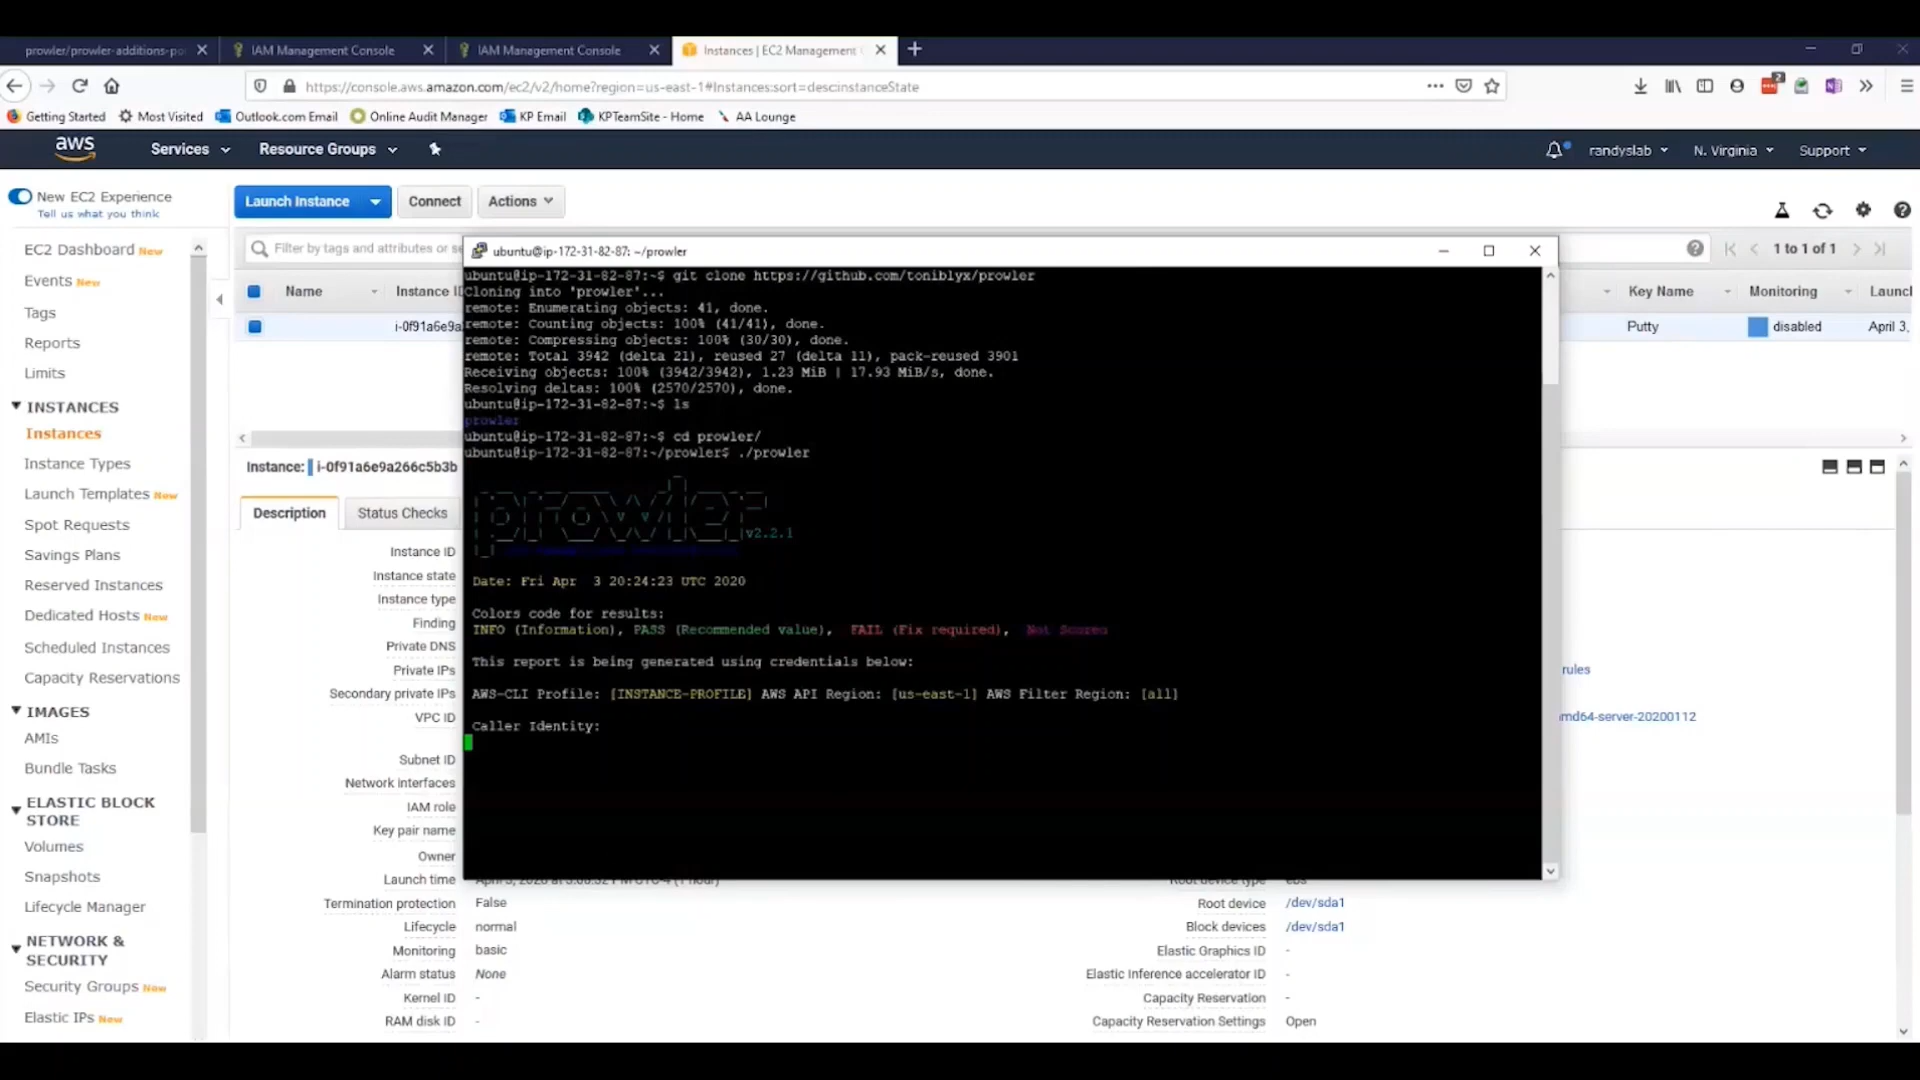 prowler/prowler-additions-po
IAM Management Console
IAM Management Console
Instances | EC2 Management
https://console.aws.amazon.com/ec2/v2/home?region=us-east-1#Instances:sort=descinstanceState
Getting Started
Most Visited
Outlook.com Email
Online Audit Manager
KP Email
KPTeamSite - Home
AA Lounge
aws
Services
Resource Groups
randyslab
N. Virginia
Support
New EC2 Experience
Tell us what you think
EC2 Dashboard New
Events New
Tags
Reports
Limits
INSTANCES
Instances
Instance Types
Launch Templates New
Spot Requests
Savings Plans
Reserved Instances
Dedicated Hosts New
Scheduled Instances
Capacity Reservations
IMAGES
AMIs
Bundle Tasks
ELASTIC BLOCK
STORE
Volumes
Snapshots
Lifecycle Manager
NETWORK &
SECURITY
Security Groups New
Elastic IPs New
Launch Instance
Connect
Actions
Filter by tags and attributes or se
1 to 1 of 1
Name
Instance I
Key Name
Monitoring
Launc
i-0f91a6e9a
Putty
disabled
April 3,
ubuntu@ip-172-31-82-87: ~/prowler
ubuntu@ip-172-31-82-87:~$ git clone https://github.com/toniblyx/prowler
Cloning into 'prowler'...
remote: Enumerating objects: 41, done.
remote: Counting objects: 100% (41/41), done.
remote: Compressing objects: 100% (30/30), done.
remote: Total 3942 (delta 21), reused 27 (delta 11), pack-reused 3901
Receiving objects: 100% (3942/3942), 1.23 MiB | 17.93 MiB/s, done.
Resolving deltas: 100% (2570/2570), done.
ubuntu@ip-172-31-82-87:~$ ls
prowler
ubuntu@ip-172-31-82-87:~$ cd prowler/
ubuntu@ip-172-31-82-87:~/prowler$ ./prowler
prowler
v2.2.1
Date: Fri Apr  3 20:24:23 UTC 2020
Colors code for results:
INFO (Information), PASS (Recommended value), FAIL (Fix required), Not Scored
This report is being generated using credentials below:
AWS-CLI Profile: [INSTANCE-PROFILE] AWS API Region: [us-east-1] AWS Filter Region: [all]
Caller Identity:
Instance: i-0f91a6e9a266c5b3b
Description
Status Checks
Instance ID
Instance state
Instance type
Finding
Private DNS
Private IPs
rules
Secondary private IPs
VPC ID
md64-server-20200112
Subnet ID
Network interfaces
IAM role
Key pair name
Owner
Launch time
Root device type ebs
Termination protection False
Root device /dev/sda1
Lifecycle normal
Block devices /dev/sda1
Monitoring basic
Elastic Graphics ID -
Alarm status None
Elastic Inference accelerator ID -
Kernel ID -
Capacity Reservation -
RAM disk ID -
Capacity Reservation Settings Open